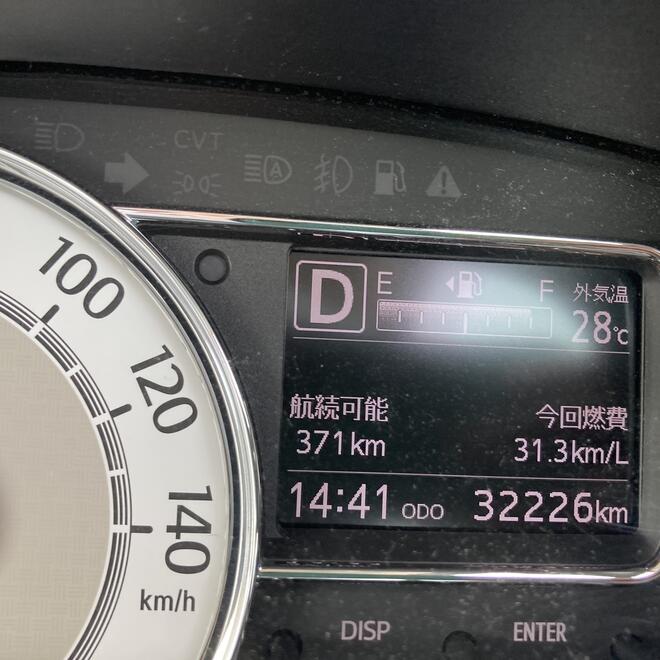 CVT
A
100
120
140
km/h
D
E F
外気温
28℃
航続可能
371km
今回燃費
31.3km/L
14:41 ODO 32226km
DISP ENTER